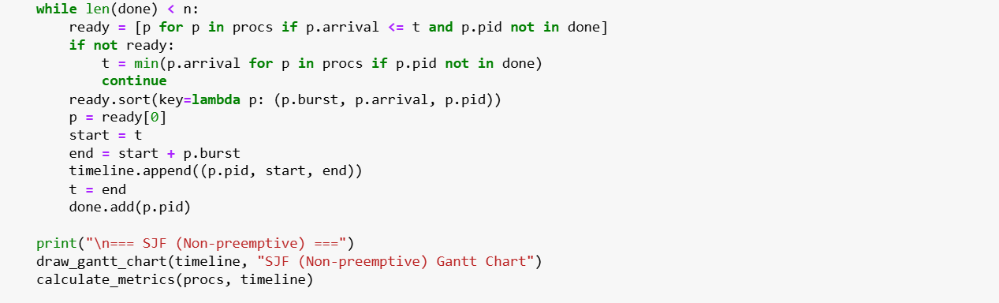 while len(done) < n:
    ready = [p for p in procs if p.arrival <= t and p.pid not in done]
    if not ready:
        t = min(p.arrival for p in procs if p.pid not in done)
        continue
    ready.sort(key=lambda p: (p.burst, p.arrival, p.pid))
    p = ready[0]
    start = t
    end = start + p.burst
    timeline.append((p.pid, start, end))
    t = end
    done.add(p.pid)

print("\n=== SJF (Non-preemptive) ===")
draw_gantt_chart(timeline, "SJF (Non-preemptive) Gantt Chart")
calculate_metrics(procs, timeline)